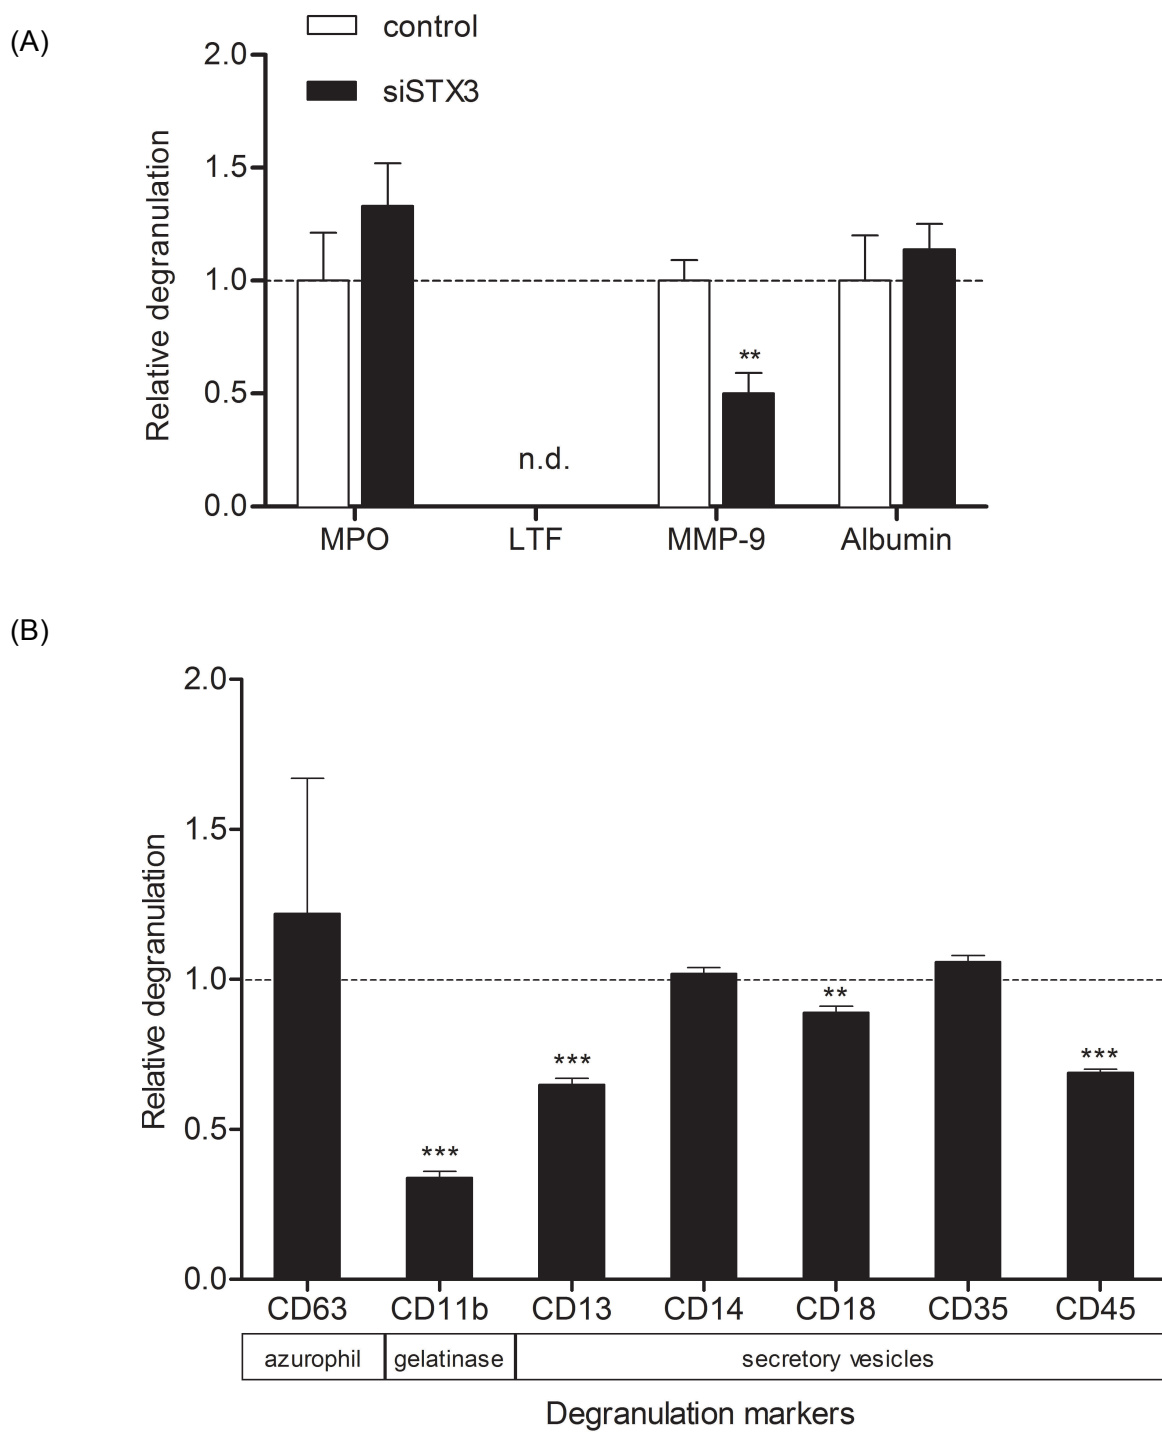 (A)
control
siSTX3
Relative degranulation
2.0
1.5
1.0
0.5
0.0
**
n.d.
MPO LTF MMP-9 Albumin
(B)
Relative degranulation
2.0
1.5
1.0
0.5
0.0
***
***
**
***
CD63 CD11b CD13 CD14 CD18 CD35 CD45
azurophil gelatinase secretory vesicles
Degranulation markers